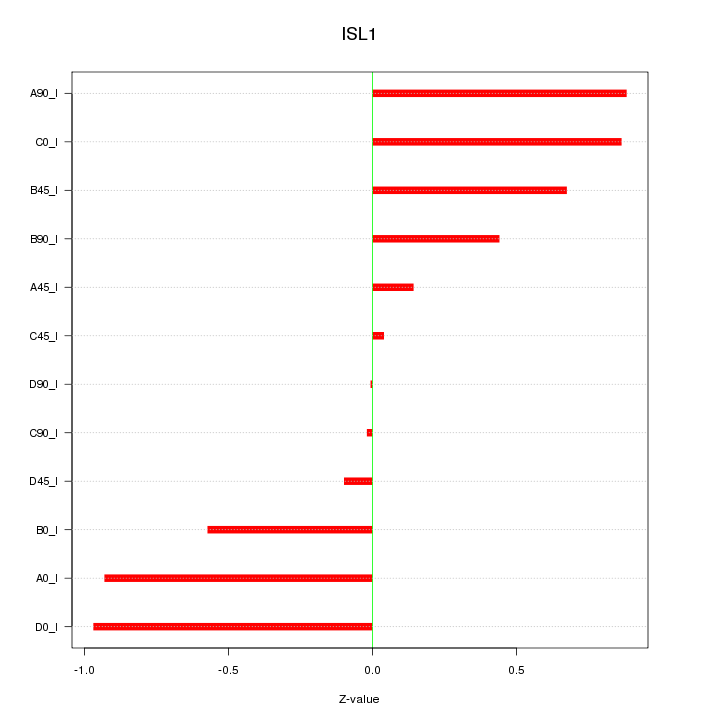 ISL1
A90_I
C0_I
B45_I
B90_I
A45_I
C45_I
D90_I
C90_I
D45_I
B0_I
A0_I
D0_I
-1.0 -0.5 0.0 0.5
Z-value